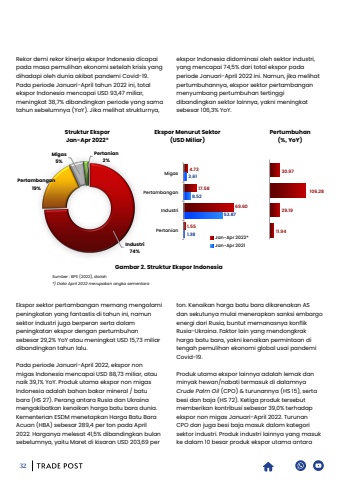 Rekor demi rekor kinerja ekspor Indonesia dicapai
pada masa pemulihan ekonomi setelah krisis yang
dihadapi oleh dunia akibat pandemi Covid-19.
Pada periode Januari-April tahun 2022 ini, total
ekspor Indonesia mencapai USD 93,47 miliar,
meningkat 38,7% dibandingkan periode yang sama
tahun sebelumnya (YoY). Jika melihat strukturnya,
ekspor Indonesia didominasi oleh sektor industri,
yang mencapai 74,5% dari total ekspor pada
periode Januari-April 2022 ini. Namun, jika melihat
pertumbuhannya, ekspor sektor pertambangan
menyumbang pertumbuhan tertinggi
dibandingkan sektor lainnya, yakni meningkat
sebesar 106,3% YoY.
Struktur Ekspor
Jan-Apr 2022*
Migas
5%
Pertanian
2%
Pertambangan
19%
Industri
74%
Ekspor Menurut Sektor
(USD Miliar)
Migas
4.73
3.61
Pertambangan
17.58
8.52
Industri
69.60
53.87
Pertanian
1.55
1.38
Jan-Apr 2022*
Jan-Apr 2021
Pertumbuhan
(%, YoY)
30.87
106.28
29.19
11.94
Gambar 2. Struktur Ekspor Indonesia
Sumber : BPS (2022), diolah
*) Data April 2022 merupakan angka sementara
Ekspor sektor pertambangan memang mengalami
peningkatan yang fantastis di tahun ini, namun
sektor industri juga berperan serta dalam
peningkatan ekspor dengan pertumbuhan
sebesar 29,2% YoY atau meningkat USD 15,73 miliar
dibandingkan tahun lalu.
Pada periode Januari-April 2022, ekspor non
migas Indonesia mencapai USD 88,73 miliar, atau
naik 39,1% YoY. Produk utama ekspor non migas
Indonesia adalah bahan bakar mineral / batu
bara (HS 27). Perang antara Rusia dan Ukraina
mengakibatkan kenaikan harga batu bara dunia.
Kementerian ESDM menetapkan Harga Batu Bara
Acuan (HBA) sebesar 289,4 per ton pada April
2022. Harganya melesat 41,5% dibandingkan bulan
sebelumnya, yaitu Maret di kisaran USD 203,69 per
ton. Kenaikan harga batu bara dikarenakan AS
dan sekutunya mulai menerapkan sanksi embargo
energi dari Rusia, buntut memanasnya konflik
Rusia-Ukraina. Faktor lain yang mendongkrak
harga batu bara, yakni kenaikan permintaan di
tengah pemulihan ekonomi global usai pandemi
Covid-19.
Produk utama ekspor lainnya adalah lemak dan
minyak hewan/nabati termasuk di dalamnya
Crude Palm Oil (CPO) & turunannya (HS 15), serta
besi dan baja (HS 72). Ketiga produk tersebut
memberikan kontribusi sebesar 39,0% terhadap
ekspor non migas Januari-April 2022. Turunan
CPO dan juga besi baja masuk dalam kategori
sektor industri. Produk industri lainnya yang masuk
ke dalam 10 besar produk ekspor utama antara
32 | TRADE POST